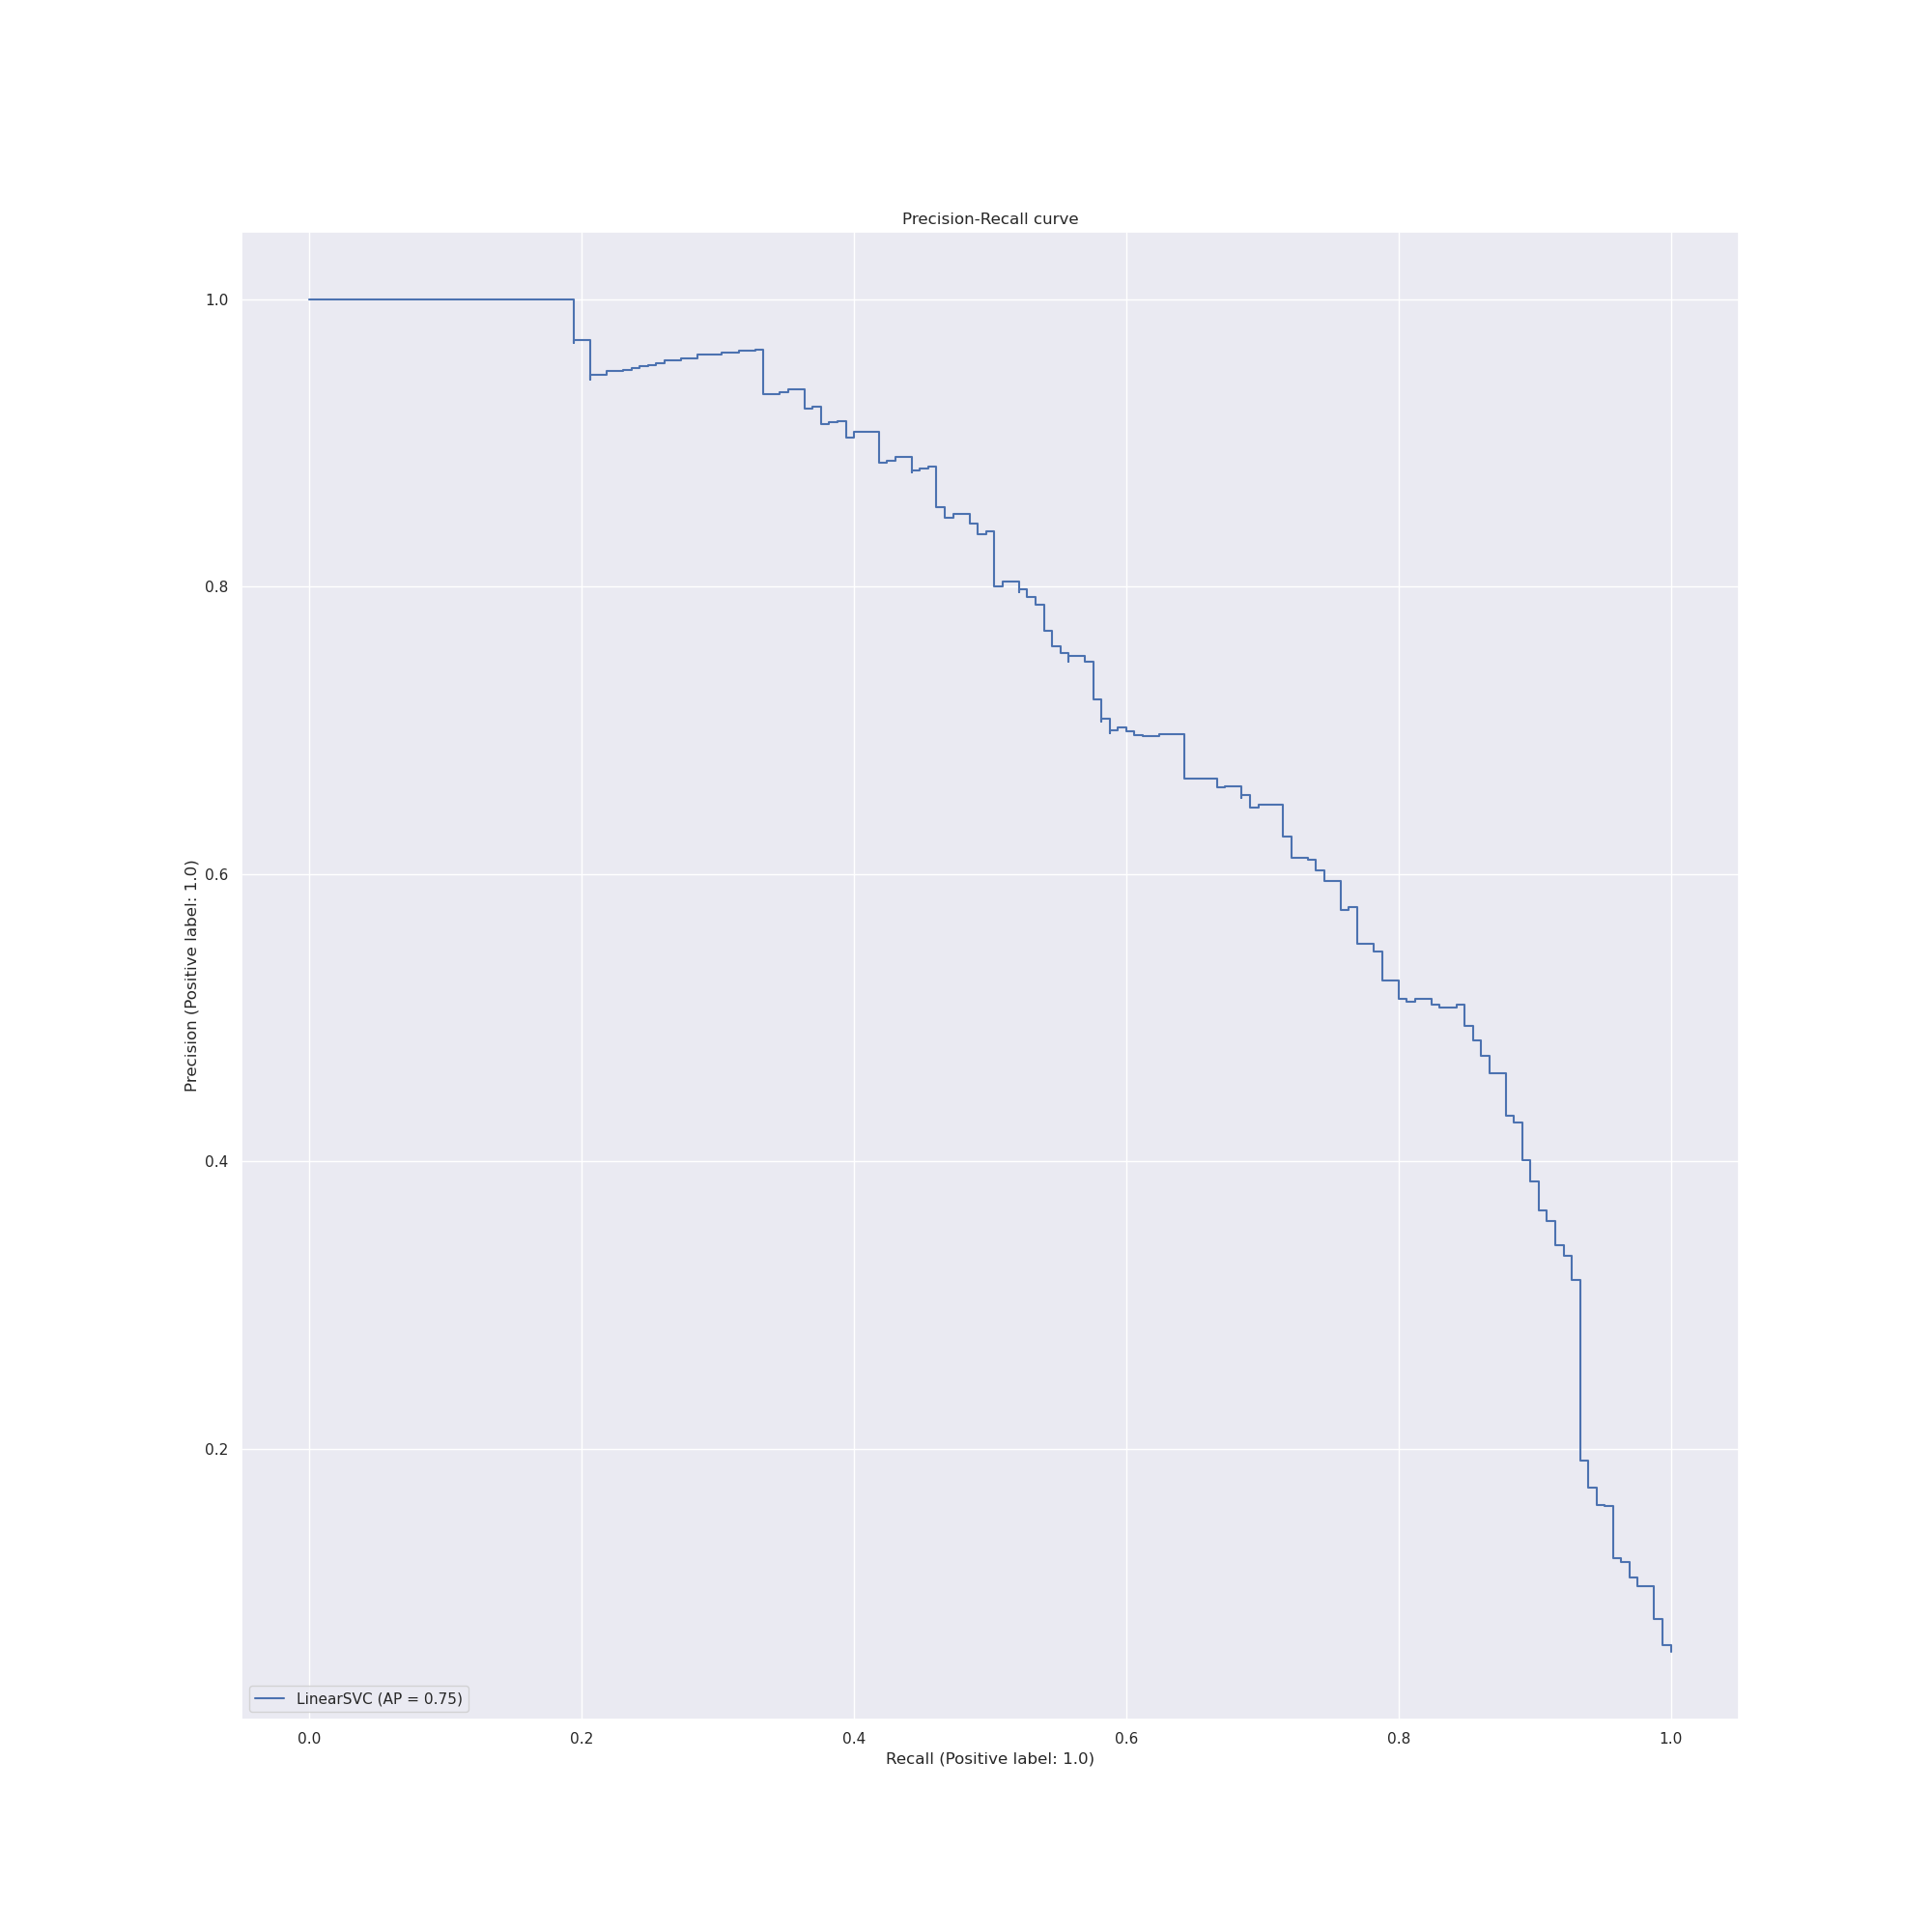 Precision-Recall curve
1.0
0.8
0.6
0.4
0.2
Precision (Positive label: 1.0)
LinearSVC (AP = 0.75)
0.0 0.2 0.4 0.6 0.8 1.0
Recall (Positive label: 1.0)